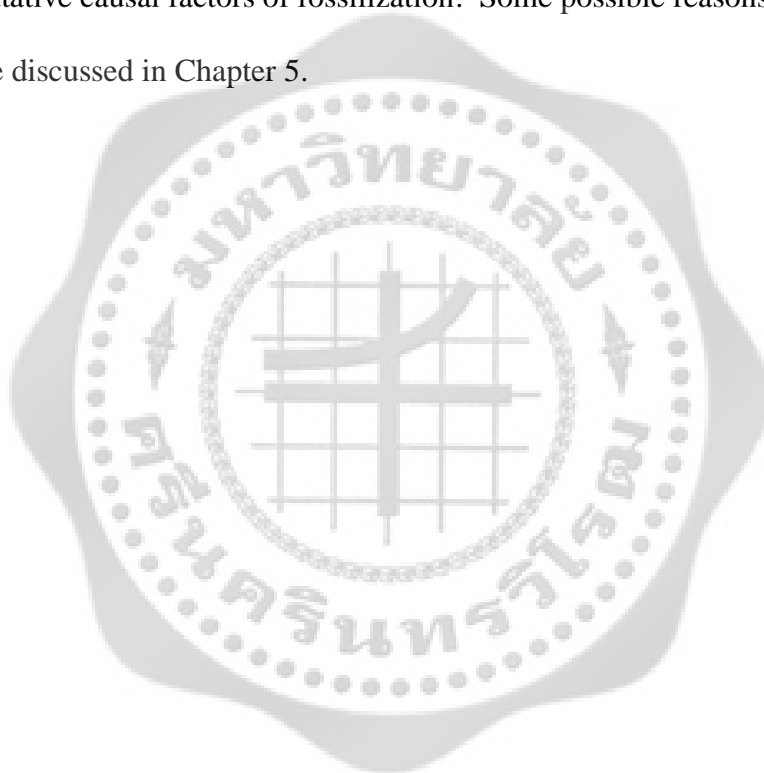 tative causal factors of fossilization. Some possible reasons
e discussed in Chapter 5.
มหาวิทยาลัย
ศรีนครินทรวิโรฒ